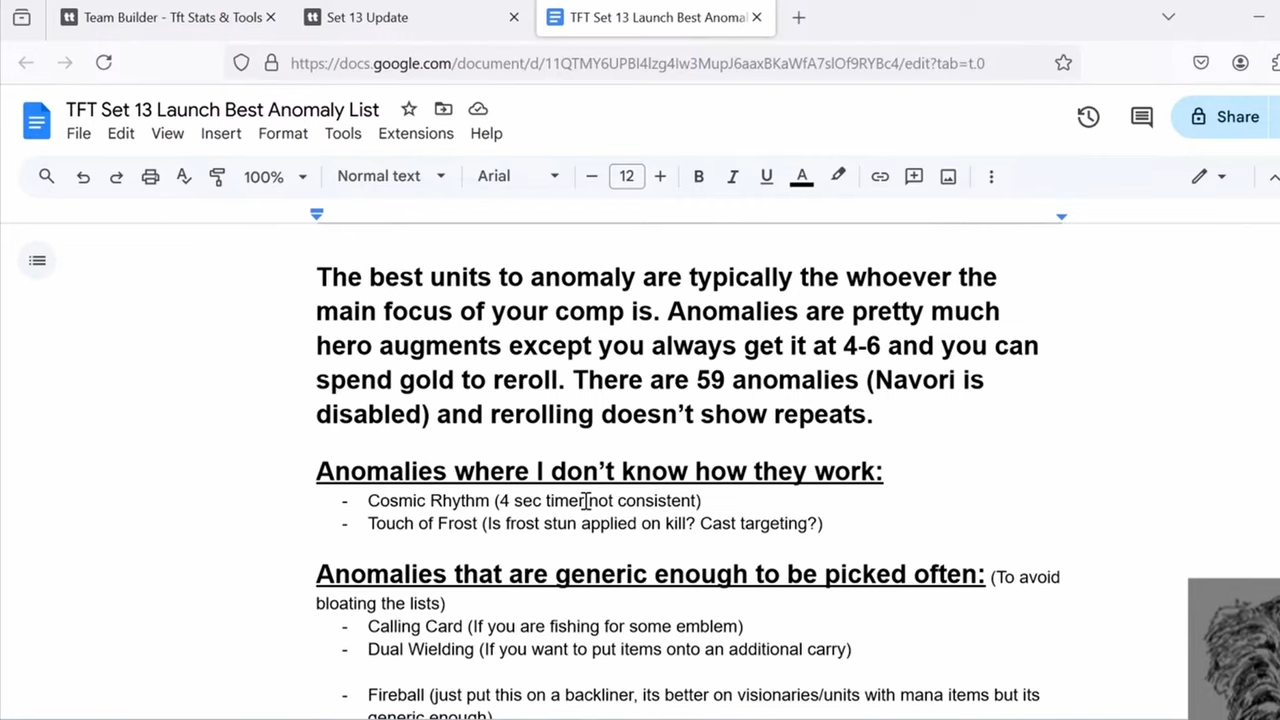 Team Builder - Tft Stats & Tools
Set 13 Update
TFT Set 13 Launch Best Anomal
https://docs.google.com/document/d/11QTMY6UPBI4lzg4Iw3MupJ6aaxBKaWfA7slOf9RYBc4/edit?tab=t.0
TFT Set 13 Launch Best Anomaly List
File Edit View Insert Format Tools Extensions Help
Share
100% Normal text Arial 12 B I U A
The best units to anomaly are typically the whoever the
main focus of your comp is. Anomalies are pretty much
hero augments except you always get it at 4-6 and you can
spend gold to reroll. There are 59 anomalies (Navori is
disabled) and rerolling doesn’t show repeats.
Anomalies where I don’t know how they work:
- Cosmic Rhythm (4 sec timer not consistent)
- Touch of Frost (Is frost stun applied on kill? Cast targeting?)
Anomalies that are generic enough to be picked often: (To avoid
bloating the lists)
- Calling Card (If you are fishing for some emblem)
- Dual Wielding (If you want to put items onto an additional carry)
- Fireball (just put this on a backliner, its better on visionaries/units with mana items but its
generic enough)